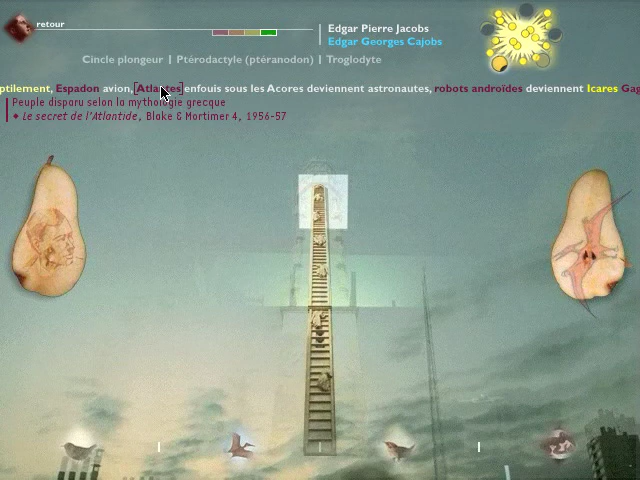 retour
Edgar Pierre Jacobs
Edgar Georges Cajobs
Cincle plongeur | Ptérodactyle (ptéranodon) | Troglodyte
ptilement, Espadon avion, [Atlantes] enfouis sous les Acores deviennent astronautes, robots androïdes deviennent Icares Gag
Peuple disparu selon la mythologie grecque
• Le secret de l'Atlantide, Blake & Mortimer 4, 1956-57